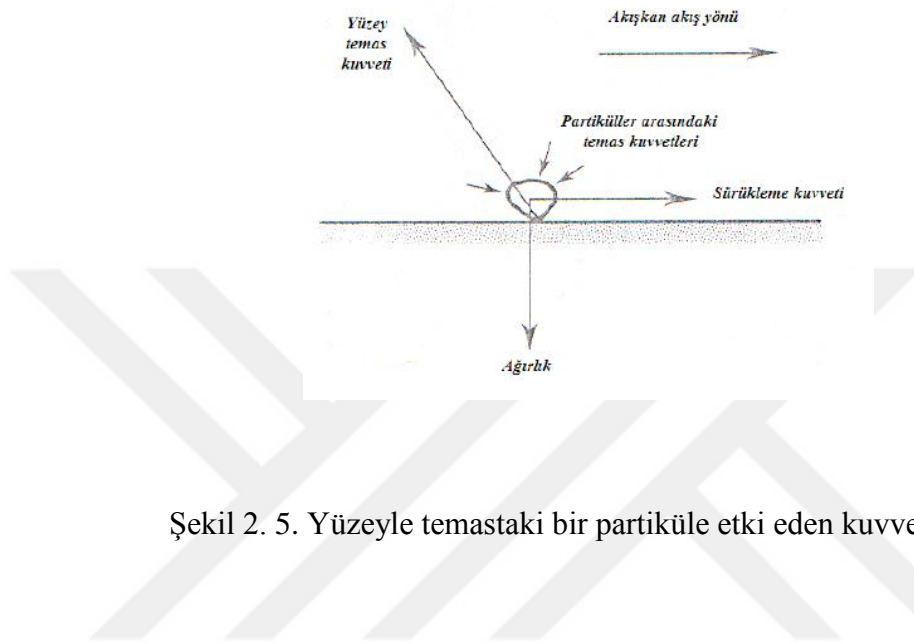 Yüzey
temas
kuvveti
Akışkan akış yönü
Partiküller arasındaki
temas kuvvetleri
Sürükleme kuvveti
Ağırlık
Şekil 2. 5. Yüzeyle temastaki bir partiküle etki eden